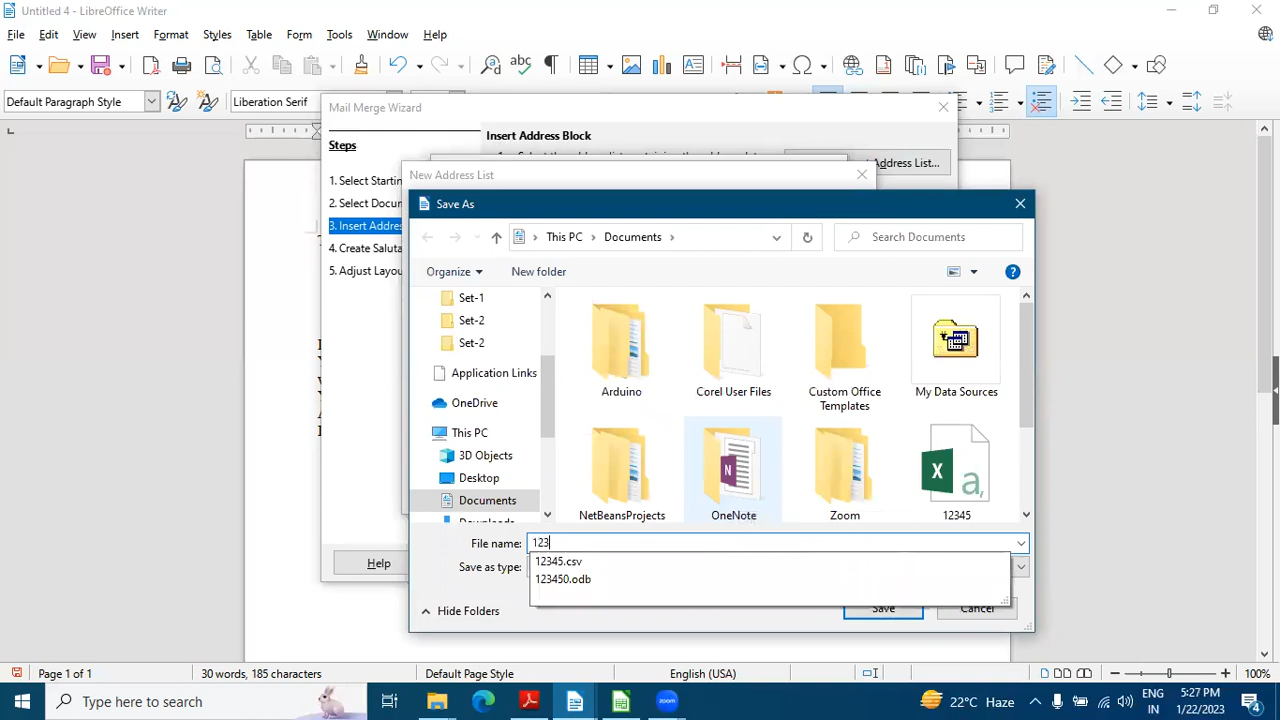 Untitled 4 - LibreOffice Writer
File Edit View Insert Format Styles Table Form Tools Window Help
Default Paragraph Style
Liberation Serif
Mail Merge Wizard
Steps
Insert Address Block
1. Select Startin
2. Select Docum
3. Insert Addres
4. Create Saluta
5. Adjust Layou
Address List...
New Address List
Save As
This PC > Documents >
Search Documents
Organize
New folder
Set-1
Set-2
Set-2
Application Links
OneDrive
This PC
3D Objects
Desktop
Documents
Arduino
Corel User Files
Custom Office
Templates
My Data Sources
NetBeansProjects
OneNote
Zoom
12345
File name: 123
12345.csv
123450.odb
Save as type:
Hide Folders
Save
Cancel
Help
Page 1 of 1
30 words, 185 characters
Default Page Style
English (USA)
100%
Type here to search
zoom
22°C Haze
ENG
IN
5:27 PM
1/22/2023
4